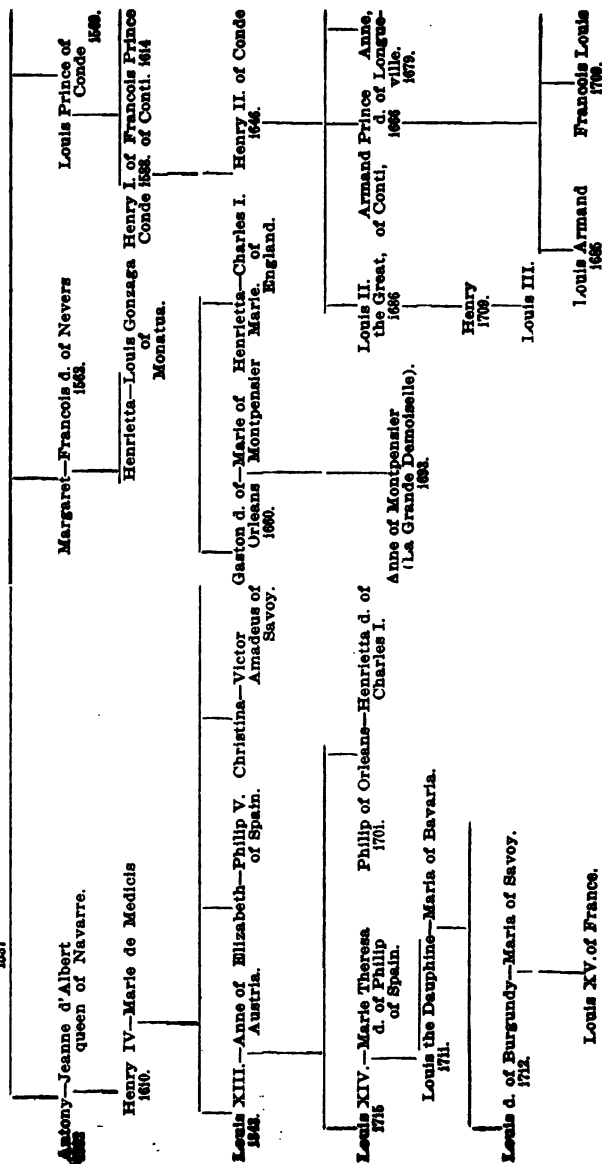 Antony—Jeanne d'Albert Margaret—Francois d. of Nevers Louis Prince of
queen of Navarre. 1562. Conde 1569.
Henry IV—Marie de Medicis Henrietta—Louis Gonzaga Henry I. of Francois Prince
1610. of Conde 1588. of Conti. 1614
Monatua.
Louis XIII.—Anne of Elizabeth—Philip V. Christina—Victor Gaston d. of—Marie of Henrietta—Charles I. Henry II. of Conde
Austria. of Spain. Amadeus of Orleans Montpensier Marie. of 1646.
Savoy. 1660. England.
Louis XIV.—Marie Theresa Philip of Orleans—Henrietta d. of Anne of Montpensier Louis II. Armand Prince Anne,
1715 d. of Philip 1701. Charles I. (La Grande Demoiselle). the Great, of Conti, d. of Longue-
of Spain. 1693. 1686 1666 ville.
1679.
Louis the Dauphine—Maria of Bavaria. Henry
1711. 1709.
Louis d. of Burgundy—Maria of Savoy. Louis III.
1712.
Louis XV. of France. Louis Armand Francois Louis
1685 1709.